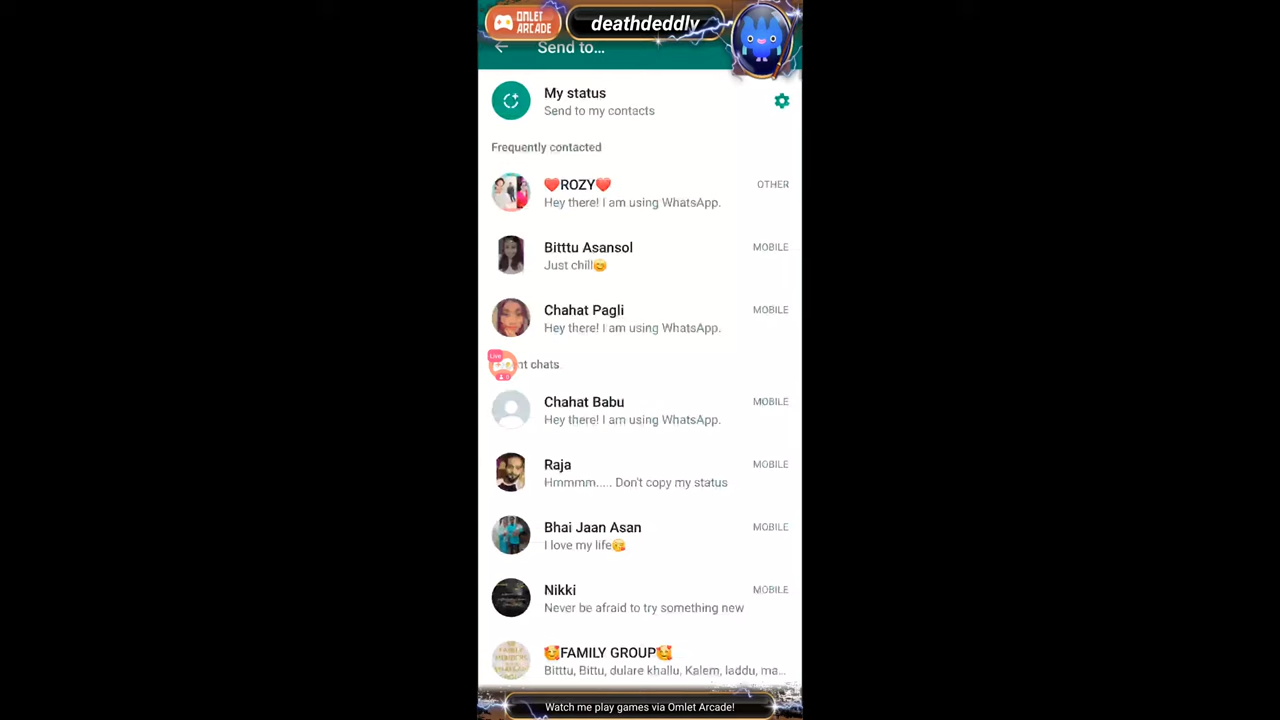 OMLET
ARCADE
deathdeddly
Send to...
My status
Send to my contacts
Frequently contacted
❤️ROZY❤️
OTHER
Hey there! I am using WhatsApp.
Bitttu Asansol
MOBILE
Just chill😊
Chahat Pagli
MOBILE
Hey there! I am using WhatsApp.
Live
nt chats
Chahat Babu
MOBILE
Hey there! I am using WhatsApp.
Raja
MOBILE
Hmmmm..... Don't copy my status
Bhai Jaan Asan
MOBILE
I love my life😘
Nikki
MOBILE
Never be afraid to try something new
🥰FAMILY GROUP🥰
Bitttu, Bittu, dulare khallu, Kalem, laddu, ma...
Watch me play games via Omlet Arcade!